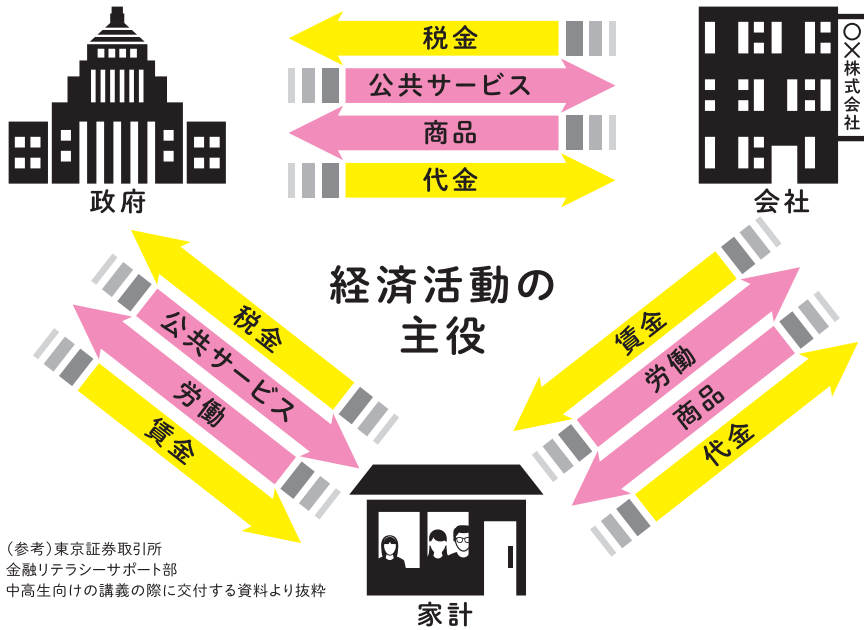 税金
公共サービス
商品
代金
政府
○×株式会社
会社
経済活動の
主役
税金
公共サービス
労働
賃金
賃金
労働
商品
代金
(参考)東京証券取引所
金融リテラシーサポート部
中高生向けの講義の際に交付する資料より抜粋
家計